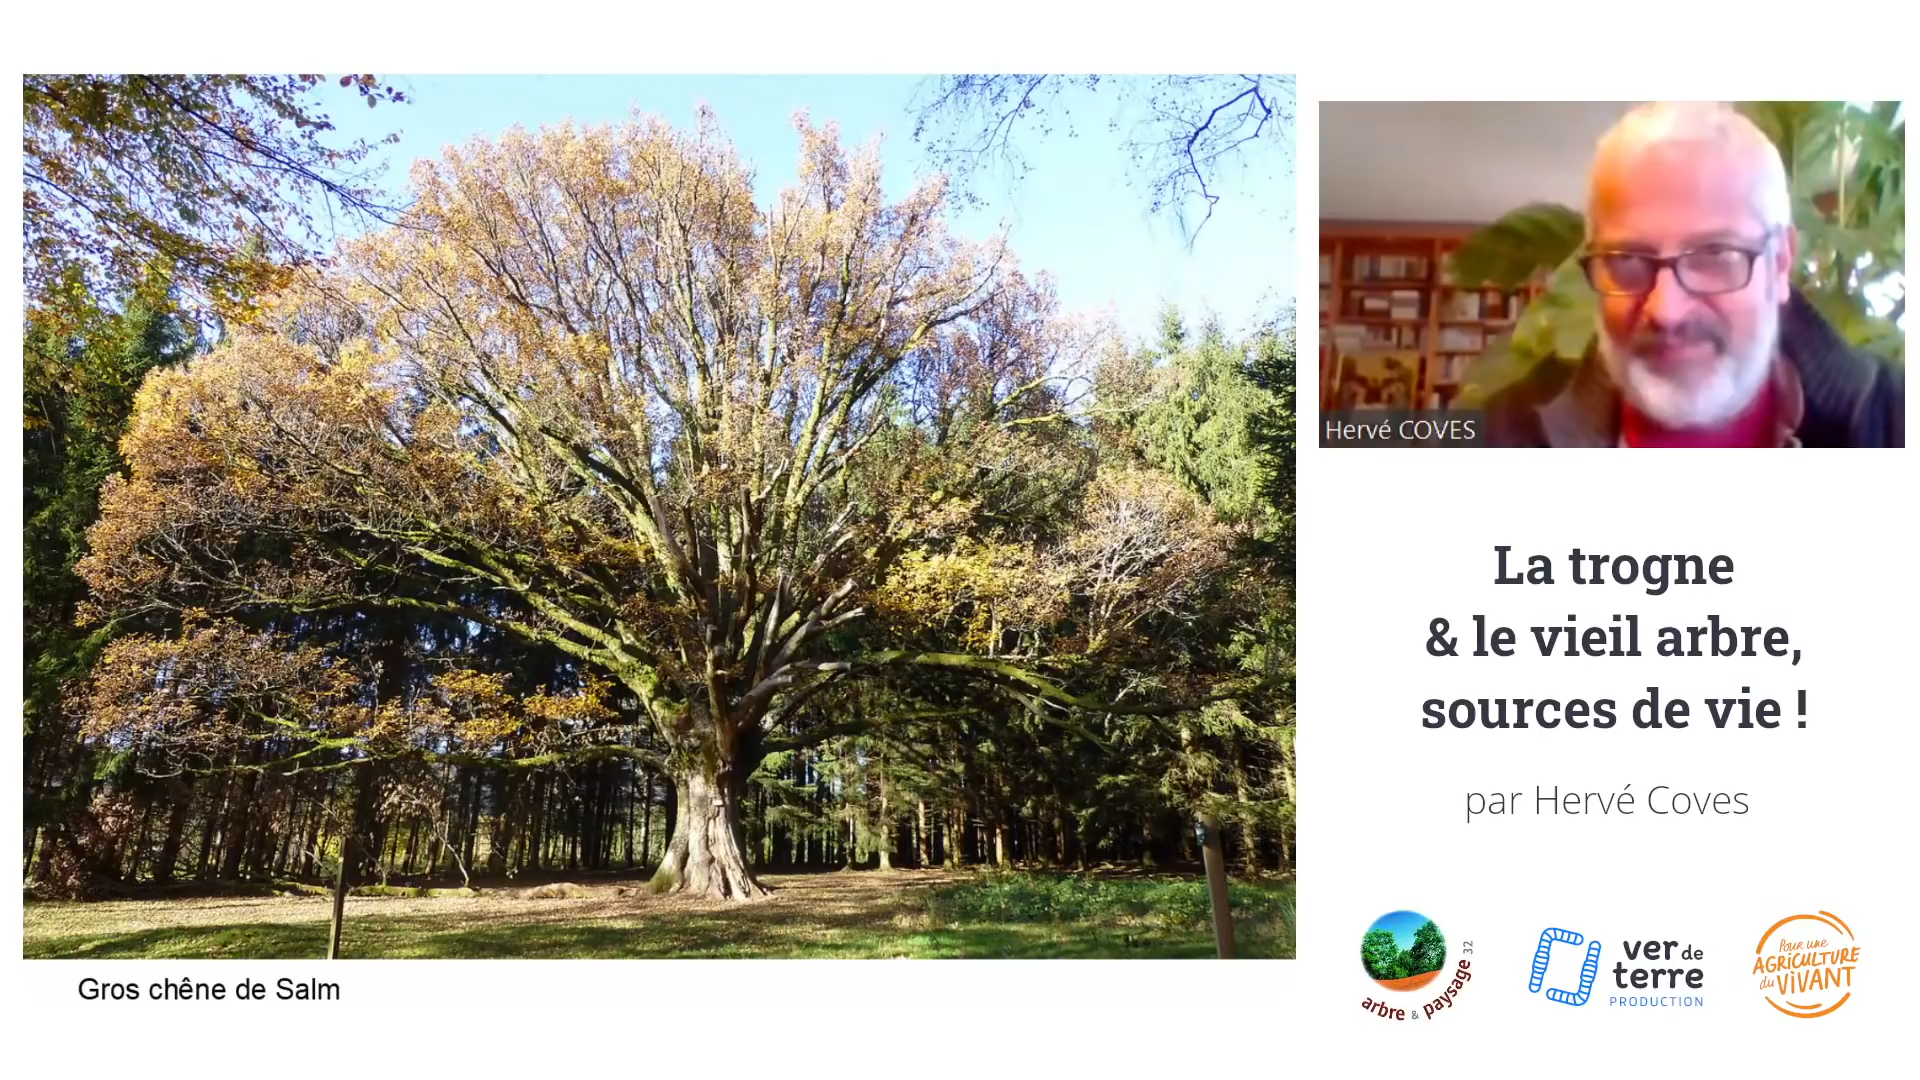 Hervé COVES
La trogne
& le vieil arbre,
sources de vie !
par Hervé Coves
arbre & paysage 32
ver de
terre
PRODUCTION
Pour une
AGRICULTURE
du VIVANT
Gros chêne de Salm